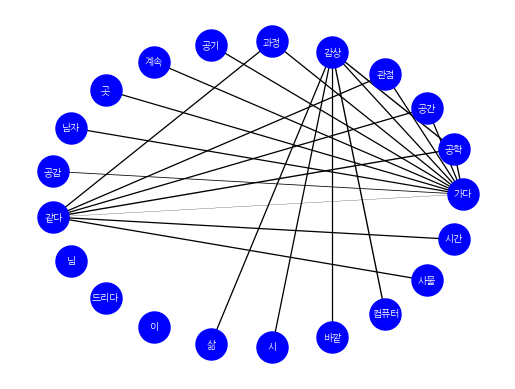 감상
과정
관점
공기
계속
공간
곳
남자
공학
공감
가다
같다
시간
님
사물
드리다
컴퓨터
이
바깥
삶
시